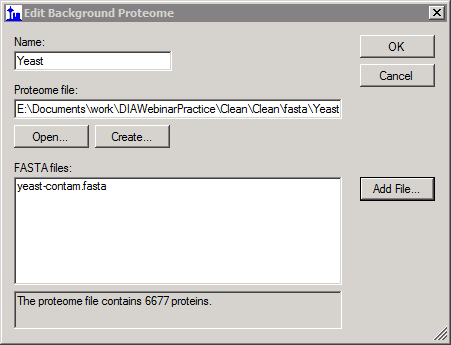 Edit Background Proteome
Name:
OK
Yeast
Cancel
Proteome file:
E:\Documents\work\DIAWebinarPractice\Clean\Clean\fasta\Yeast
Open...
Create...
FASTA files:
yeast-contam.fasta
Add File...
The proteome file contains 6677 proteins.